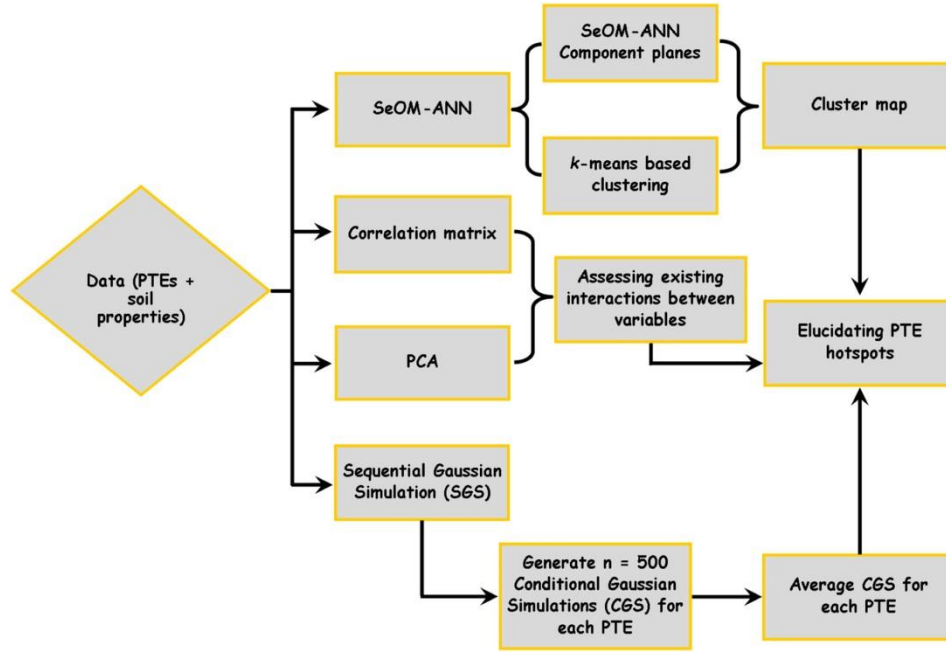 SeOM-ANN
Component planes
SeOM-ANN
Cluster map
k-means based
clustering
Correlation matrix
Data (PTEs +
soil
properties)
Assessing existing
interactions between
variables
PCA
Elucidating PTE
hotspots
Sequential Gaussian
Simulation (SGS)
Generate n = 500
Conditional Gaussian
Simulations (CGS) for
each PTE
Average CGS for
each PTE